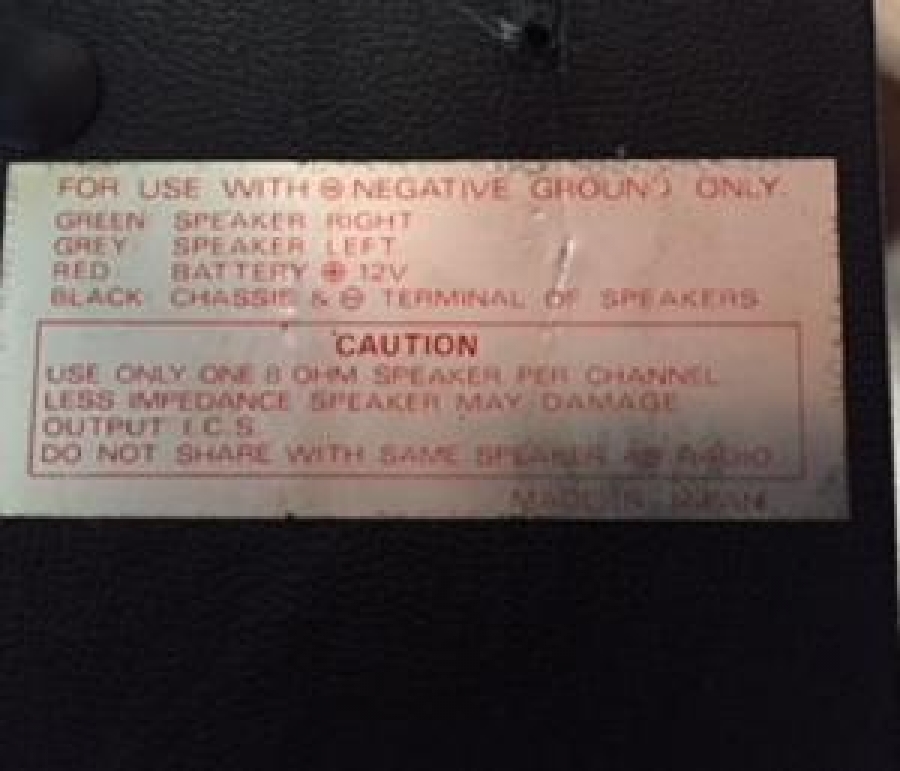 FOR USE WITH ⊖ NEGATIVE GROUND ONLY.
GREEN SPEAKER RIGHT
GREY SPEAKER LEFT
RED BATTERY ⊕ 12V
BLACK CHASSIS & ⊖ TERMINAL OF SPEAKERS
CAUTION
USE ONLY ONE 8 OHM SPEAKER PER CHANNEL
LESS IMPEDANCE SPEAKER MAY DAMAGE
OUTPUT I.C.S.
DO NOT SHARE WITH SAME SPEAKER AS RADIO
MADE IN JAPAN